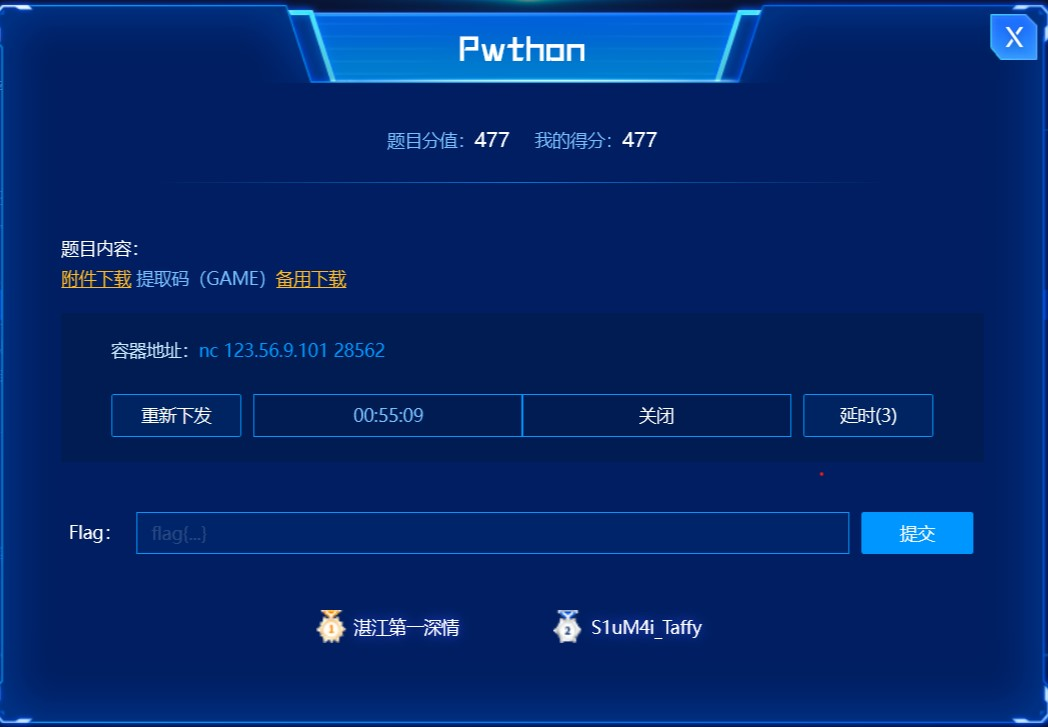 Pwthon
X
题目分值：477 我的得分：477
题目内容：
附件下载 提取码（GAME）备用下载
容器地址：nc 123.56.9.101 28562
重新下发 00:55:09 关闭 延时(3)
Flag： flag{...} 提交
1 湛江第一深情 2 S1uM4i_Taffy